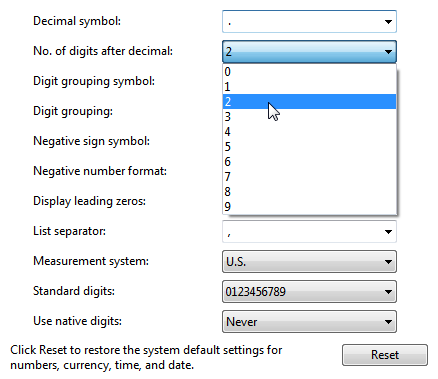 Decimal symbol: .
No. of digits after decimal: 2
Digit grouping symbol: 0
1
Digit grouping: 2
3
Negative sign symbol: 4
5
Negative number format: 6
7
Display leading zeros: 8
9
List separator: ,
Measurement system: U.S.
Standard digits: 0123456789
Use native digits: Never
Click Reset to restore the system default settings for
numbers, currency, time, and date.
Reset